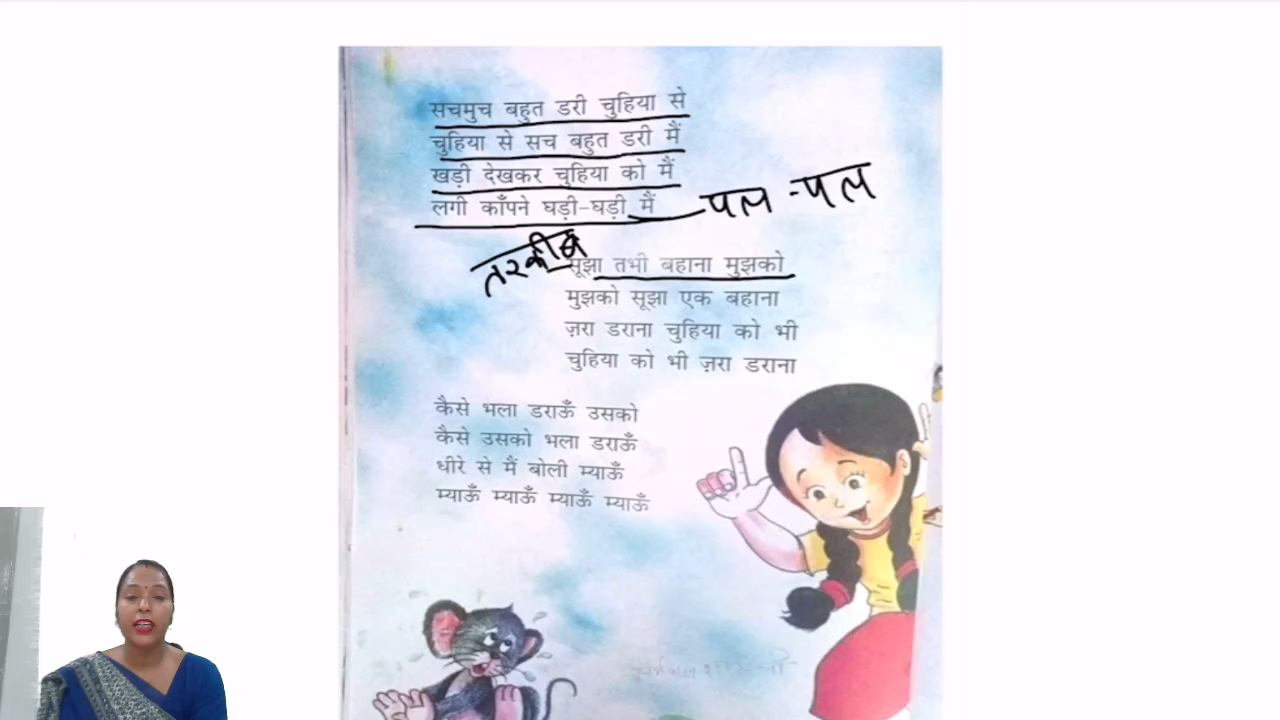 सचमुच बहुत डरी चुहिया से
चुहिया से सच बहुत डरी मैं
खड़ी देखकर चुहिया को मैं
लगी काँपने घड़ी-घड़ी मैं
पल -पल
तरकीब
सूझा तभी बहाना मुझको
मुझको सूझा एक बहाना
ज़रा डराना चुहिया को भी
चुहिया को भी ज़रा डराना
कैसे भला डराऊँ उसको
कैसे उसको भला डराऊँ
धीरे से मैं बोली म्याऊँ
म्याऊँ म्याऊँ म्याऊँ म्याऊँ